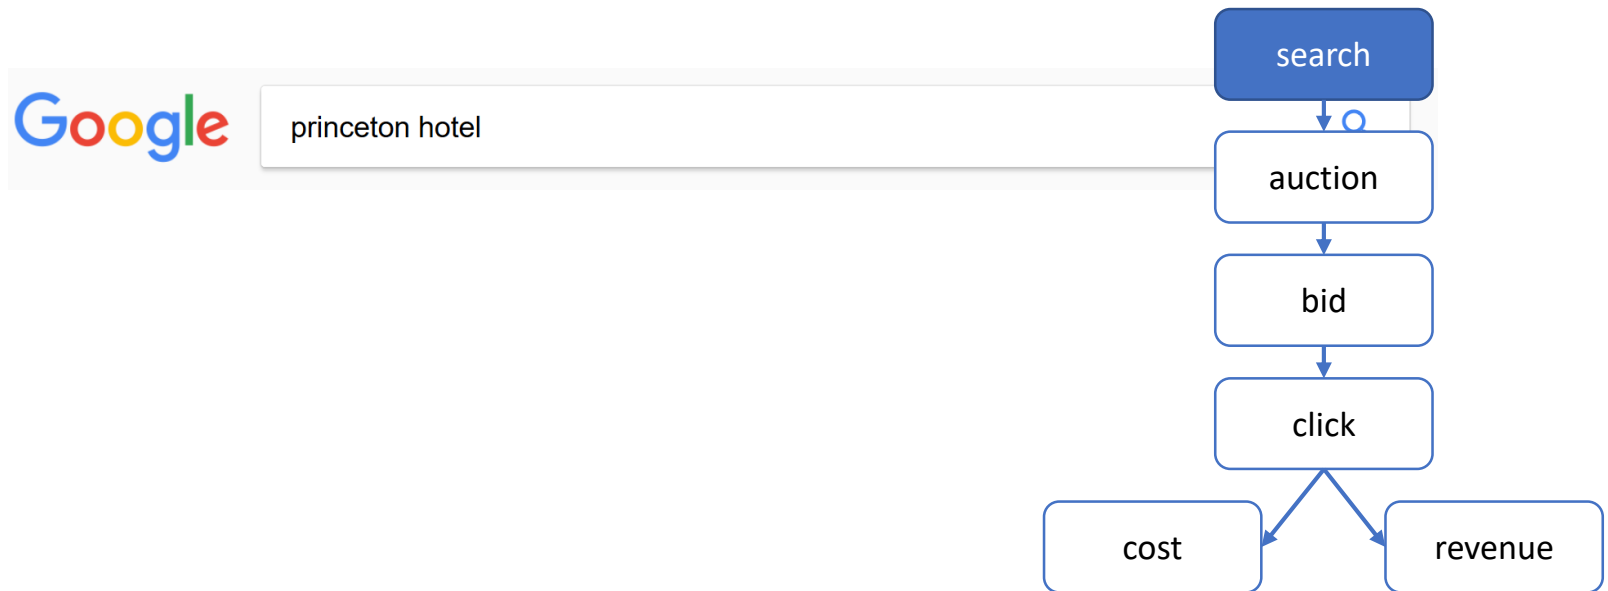 search
Google
princeton hotel
auction
bid
click
cost
revenue